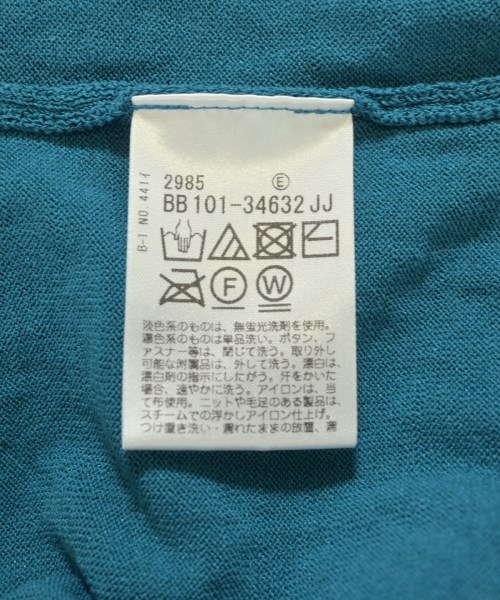 2985 Ⓔ
BB101-34632JJ
B-1 NO.4414
F W
淡色系のものは、無蛍光洗剤を使用。
濃色系のものは単品洗い。ボタン、フ
ァスナー等は、閉じて洗う。取り外し
可能な附属品は、外して洗う。漂白は、
漂白剤の指示にしたがう。汗をかいた
場合、速やかに洗う。アイロンは、当
て布使用。ニットや毛足のある製品は、
スチームでの浮かしアイロン仕上げ。
つけ置き洗い・濡れたままの放置、濡